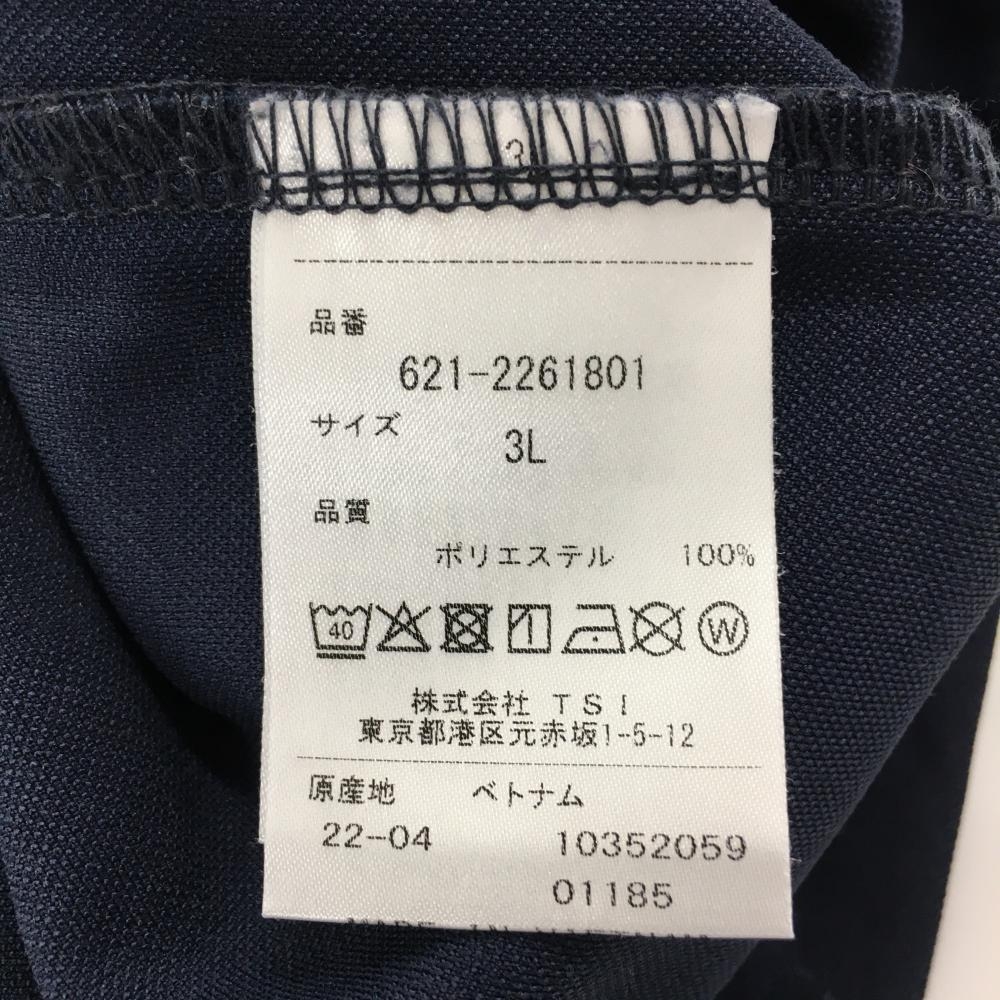 3
品番
621-2261801
サイズ
3L
品質
ポリエステル 100%
40
W
株式会社 TSI
東京都港区元赤坂1-5-12
原産地 ベトナム
22-04 10352059
01185